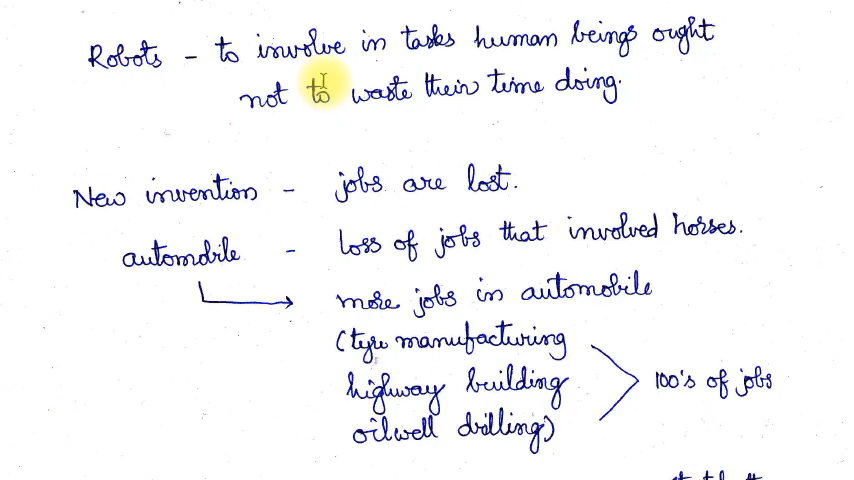 Robots - to involve in tasks human beings ought
not to waste their time doing.
New invention - jobs are lost.
automobile - loss of jobs that involved horses.
more jobs in automobile
(tyre manufacturing
highway building
oilwell drilling)
100's of jobs